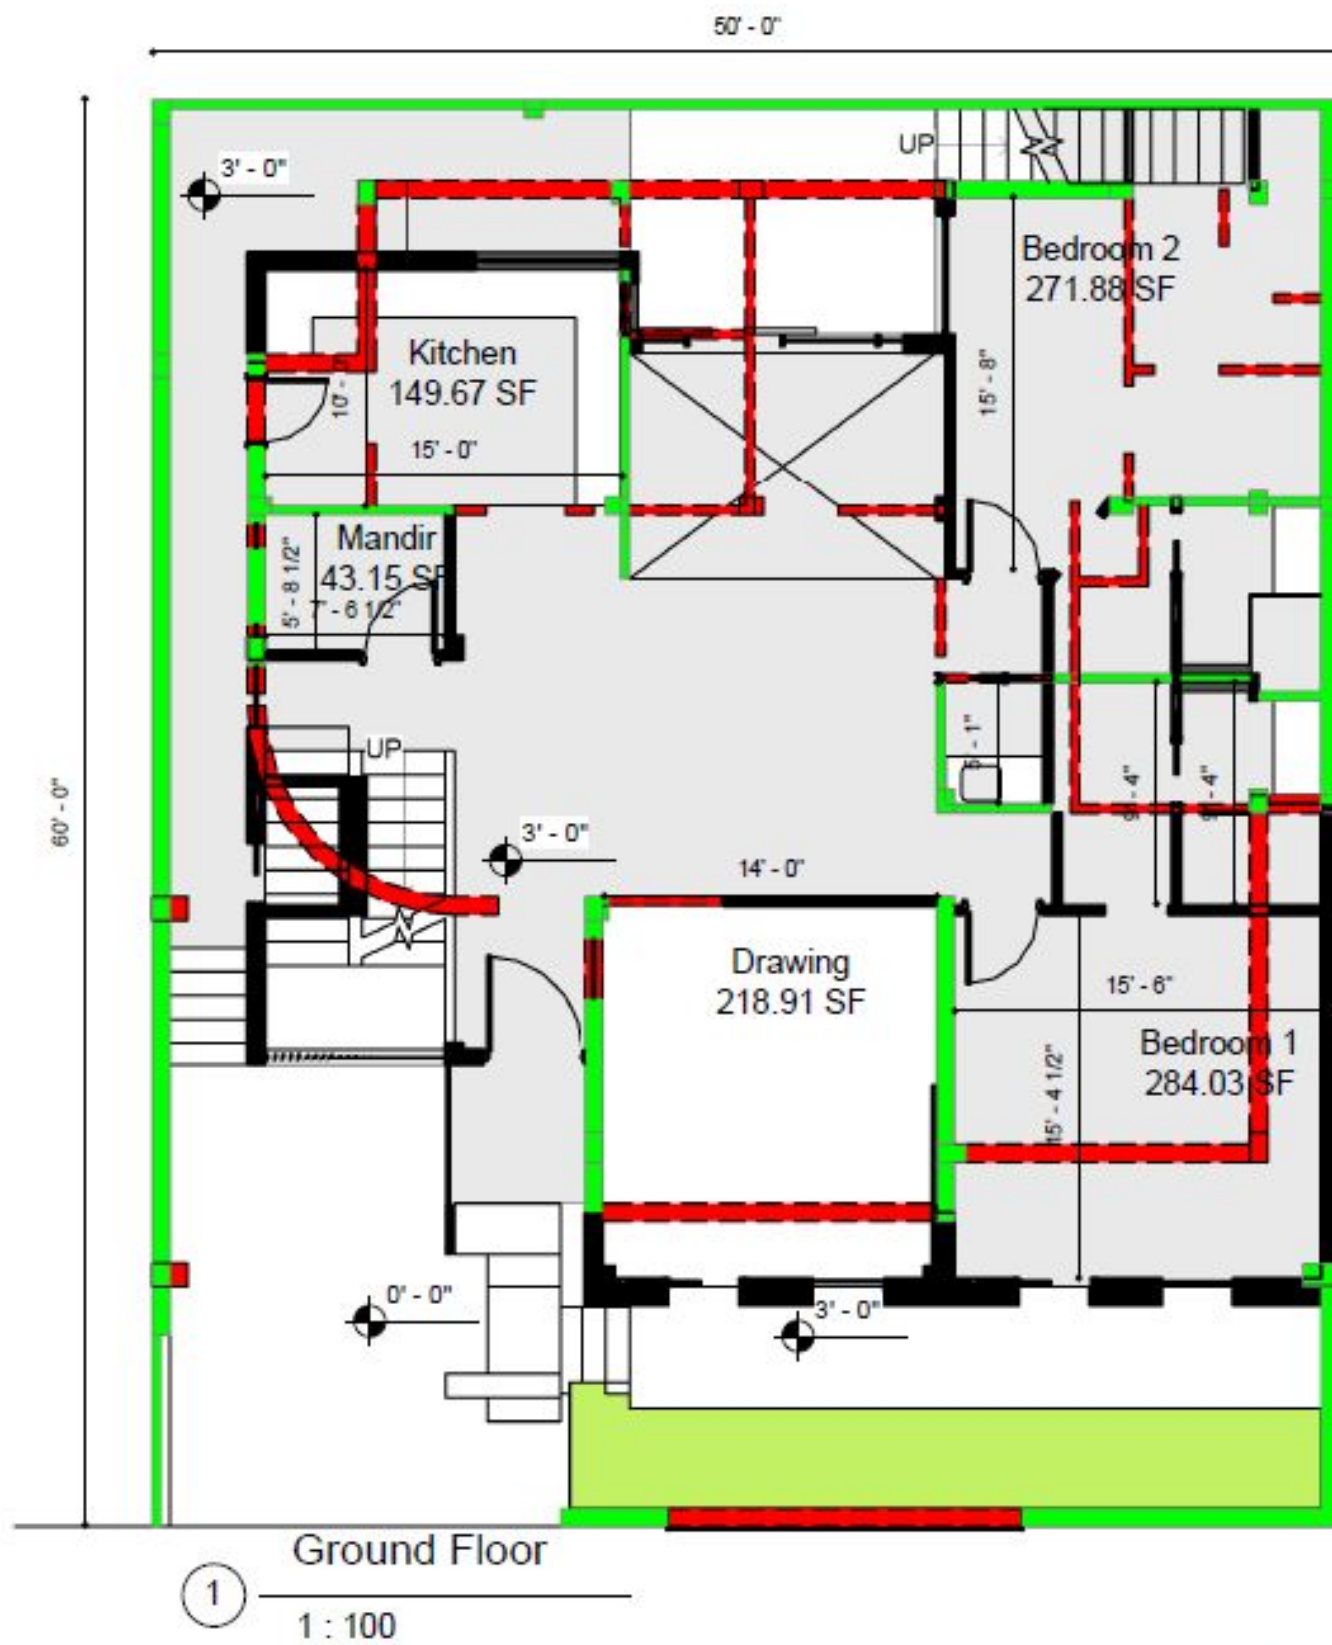 50' - 0"
UP
3' - 0"
Bedroom 2
271.88 SF
Kitchen
149.67 SF
15' - 8"
15' - 0"
Mandir
43.15 SF
5' - 8 1/2"
7' - 6 1/2"
UP
60' - 0"
9' - 4"
9' - 4"
3' - 0"
14' - 0"
Drawing
218.91 SF
15' - 6"
Bedroom 1
284.03 SF
15' - 4 1/2"
0' - 0"
3' - 0"
Ground Floor
1
1 : 100